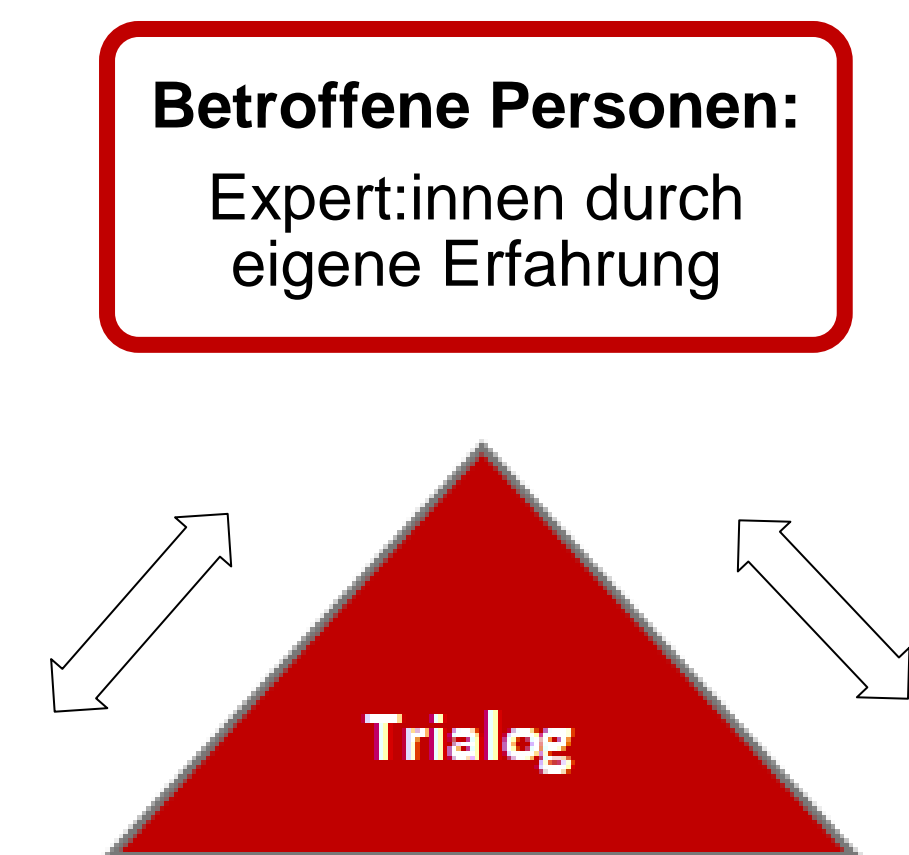 Betroffene Personen:
Expert:innen durch
eigene Erfahrung
Trialog